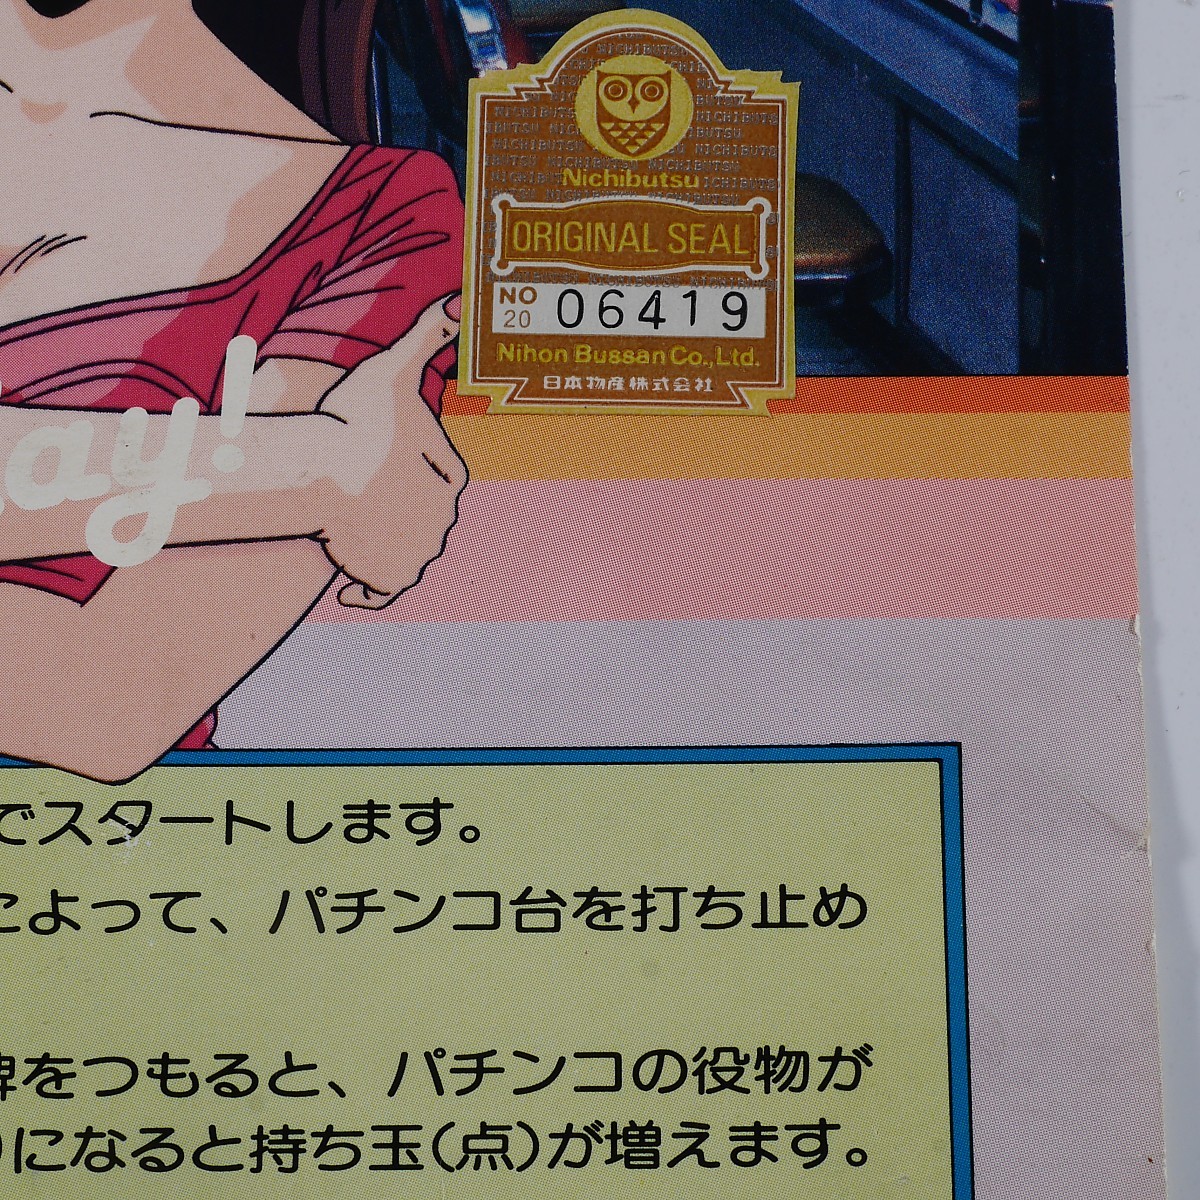 Nichibutsu
ORIGINAL SEAL
NO
20
06419
Nihon Bussan Co.,Ltd.
日本物産株式会社
ay!
でスタートします。
によって、パチンコ台を打ち止め
牌をつもると、パチンコの役物が
になると持ち玉(点)が増えます。